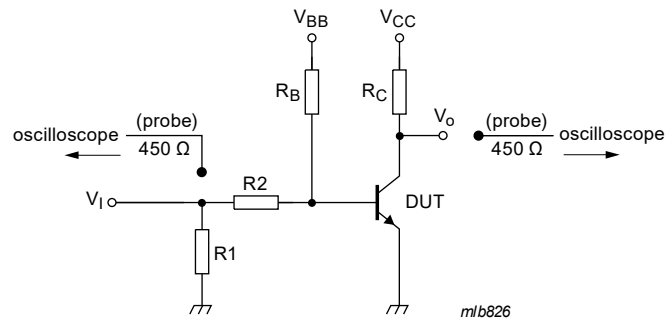 V_BB
V_CC
R_B
R_C
(probe)
oscilloscope
450 Ω
V_o
(probe)
oscilloscope
450 Ω
R2
DUT
V_I
R1
mlb826